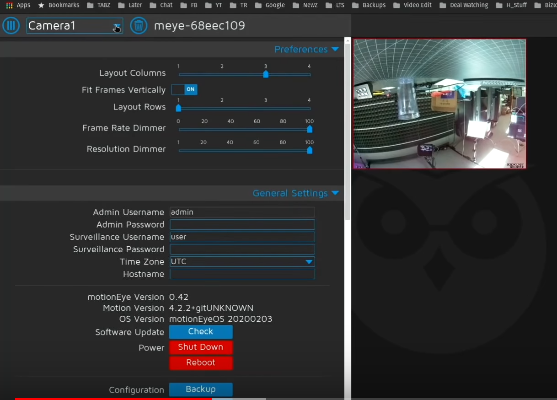 Apps Bookmarks TABZ Later Chat FB YT TR Google NewZ LTS Backups Video Edit Deal Watching H_Stuff
Camera1 meye-68eec109
Preferences
Layout Columns 1 2 3 4
Fit Frames Vertically ON
Layout Rows 1 2 3 4
Frame Rate Dimmer 0 20 40 60 80 100
Resolution Dimmer 1 20 40 60 80 100
General Settings
Admin Username admin
Admin Password
Surveillance Username user
Surveillance Password
Time Zone UTC
Hostname
motionEye Version 0.42
Motion Version 4.2.2+gitUNKNOWN
OS Version motionEyeOS 20200203
Software Update Check
Power Shut Down
Reboot
Configuration Backup